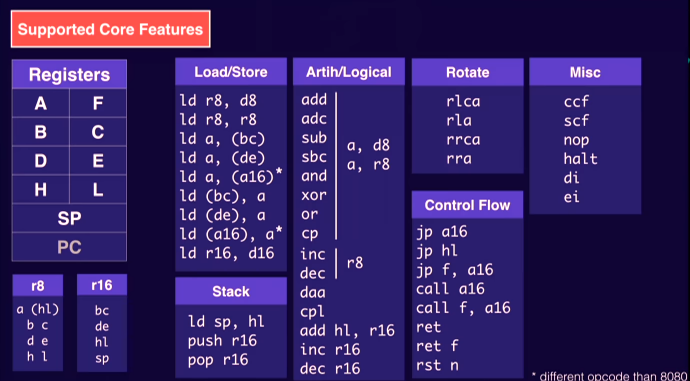 Supported Core Features
Registers
A F
B C
D E
H L
SP
PC
r8
a (hl)
b c
d e
h l
r16
bc
de
hl
sp
Load/Store
ld r8, d8
ld r8, r8
ld a, (bc)
ld a, (de)
ld a, (a16)*
ld (bc), a
ld (de), a
ld (a16), a*
ld r16, d16
Stack
ld sp, hl
push r16
pop r16
Artih/Logical
add
adc
sub
sbc
and
xor
or
cp
a, d8
a, r8
inc
dec
r8
daa
cpl
add hl, r16
inc r16
dec r16
Rotate
rlca
rla
rrca
rra
Control Flow
jp a16
jp hl
jp f, a16
call a16
call f, a16
ret
ret f
rst n
Misc
ccf
scf
nop
halt
di
ei
* different opcode than 8080